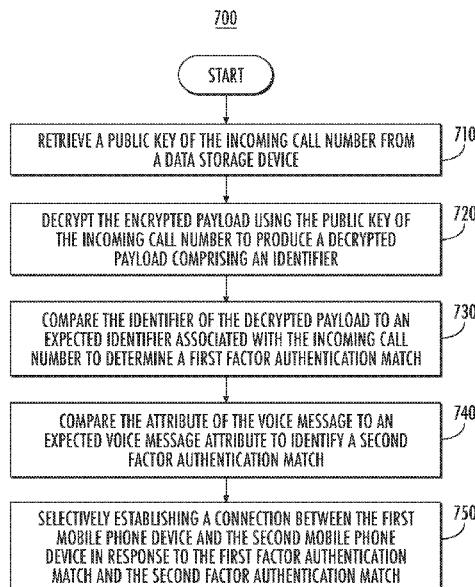 700
START
RETRIEVE A PUBLIC KEY OF THE INCOMING CALL NUMBER FROM
A DATA STORAGE DEVICE
710
DECRYPT THE ENCRYPTED PAYLOAD USING THE PUBLIC KEY OF
THE INCOMING CALL NUMBER TO PRODUCE A DECRYPTED
PAYLOAD COMPRISING AN IDENTIFIER
720
COMPARE THE IDENTIFIER OF THE DECRYPTED PAYLOAD TO AN
EXPECTED IDENTIFIER ASSOCIATED WITH THE INCOMING CALL
NUMBER TO DETERMINE A FIRST FACTOR AUTHENTICATION MATCH
730
COMPARE THE ATTRIBUTE OF THE VOICE MESSAGE TO AN
EXPECTED VOICE MESSAGE ATTRIBUTE TO IDENTIFY A SECOND
FACTOR AUTHENTICATION MATCH
740
SELECTIVELY ESTABLISHING A CONNECTION BETWEEN THE FIRST
MOBILE PHONE DEVICE AND THE SECOND MOBILE PHONE
DEVICE IN RESPONSE TO THE FIRST FACTOR AUTHENTICATION
MATCH AND THE SECOND FACTOR AUTHENTICATION MATCH
750